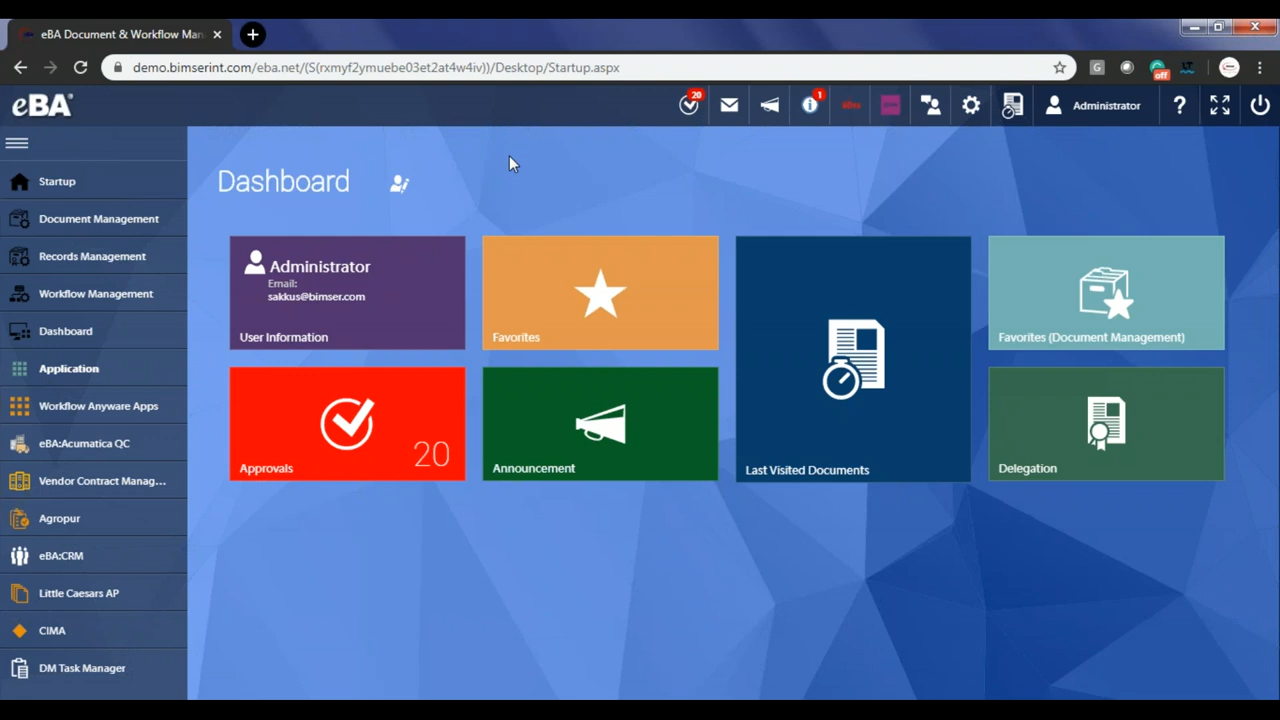 eBA Document & Workflow Man
demo.bimserint.com/eba.net/(S(rxmyf2ymuebe03et2at4w4iv))/Desktop/Startup.aspx
G
off
LT
eBA®
20
1
Administrator
?
Startup
Document Management
Records Management
Workflow Management
Dashboard
Application
Workflow Anyware Apps
eBA:Acumatica QC
Vendor Contract Manag...
Agropur
eBA:CRM
Little Caesars AP
CIMA
DM Task Manager
Dashboard
Administrator
Email:
sakkus@bimser.com
User Information
Favorites
Last Visited Documents
Favorites (Document Management)
Approvals
20
Announcement
Delegation